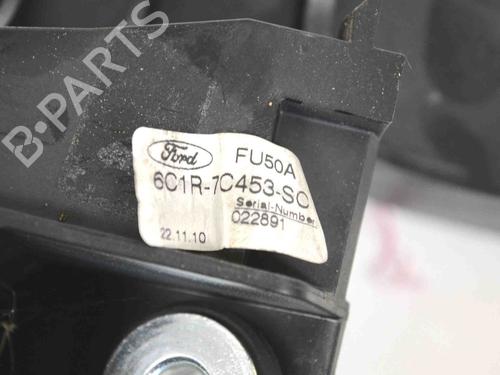 B-PARTS
Ford
FU50A
6C1R-7C453-SC
Serial-Number
022891
22.11.10